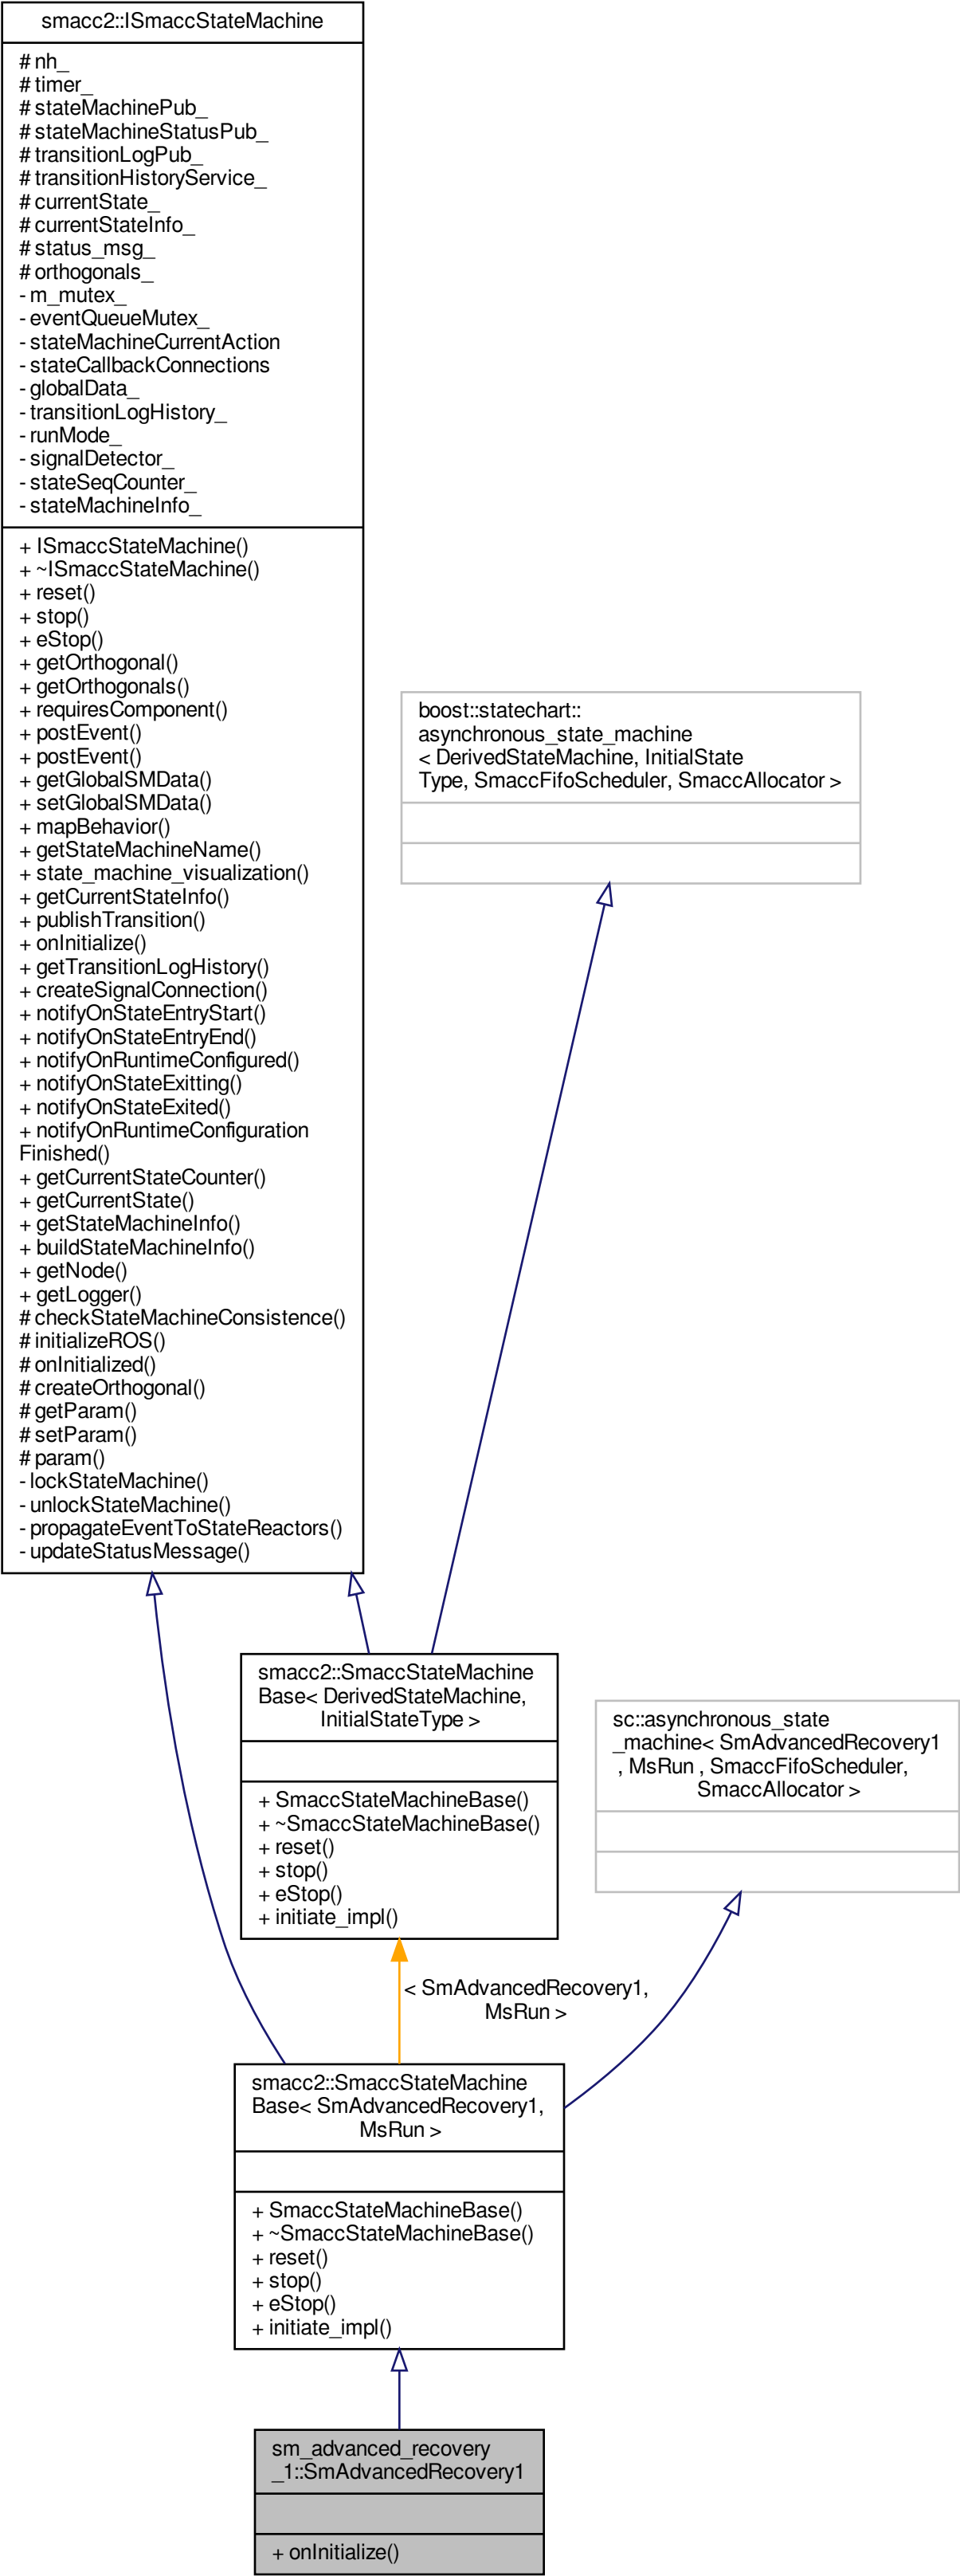 smacc2::ISmaccStateMachine
# nh_
# timer_
# stateMachinePub_
# stateMachineStatusPub_
# transitionLogPub_
# transitionHistoryService_
# currentState_
# currentStateInfo_
# status_msg_
# orthogonals_
- m_mutex_
- eventQueueMutex_
- stateMachineCurrentAction
- stateCallbackConnections
- globalData_
- transitionLogHistory_
- runMode_
- signalDetector_
- stateSeqCounter_
- stateMachineInfo_
+ ISmaccStateMachine()
+ ~ISmaccStateMachine()
+ reset()
+ stop()
+ eStop()
+ getOrthogonal()
+ getOrthogonals()
+ requiresComponent()
+ postEvent()
+ postEvent()
+ getGlobalSMData()
+ setGlobalSMData()
+ mapBehavior()
+ getStateMachineName()
+ state_machine_visualization()
+ getCurrentStateInfo()
+ publishTransition()
+ onInitialize()
+ getTransitionLogHistory()
+ createSignalConnection()
+ notifyOnStateEntryStart()
+ notifyOnStateEntryEnd()
+ notifyOnRuntimeConfigured()
+ notifyOnStateExitting()
+ notifyOnStateExited()
+ notifyOnRuntimeConfiguration
Finished()
+ getCurrentStateCounter()
+ getCurrentState()
+ getStateMachineInfo()
+ buildStateMachineInfo()
+ getNode()
+ getLogger()
# checkStateMachineConsistence()
# initializeROS()
# onInitialized()
# createOrthogonal()
# getParam()
# setParam()
# param()
- lockStateMachine()
- unlockStateMachine()
- propagateEventToStateReactors()
- updateStatusMessage()
boost::statechart::
asynchronous_state_machine
< DerivedStateMachine, InitialState
Type, SmaccFifoScheduler, SmaccAllocator >
smacc2::SmaccStateMachine
Base< DerivedStateMachine,
InitialStateType >
+ SmaccStateMachineBase()
+ ~SmaccStateMachineBase()
+ reset()
+ stop()
+ eStop()
+ initiate_impl()
sc::asynchronous_state
_machine< SmAdvancedRecovery1
, MsRun , SmaccFifoScheduler,
SmaccAllocator >
< SmAdvancedRecovery1,
MsRun >
smacc2::SmaccStateMachine
Base< SmAdvancedRecovery1,
MsRun >
+ SmaccStateMachineBase()
+ ~SmaccStateMachineBase()
+ reset()
+ stop()
+ eStop()
+ initiate_impl()
sm_advanced_recovery
_1::SmAdvancedRecovery1
+ onInitialize()